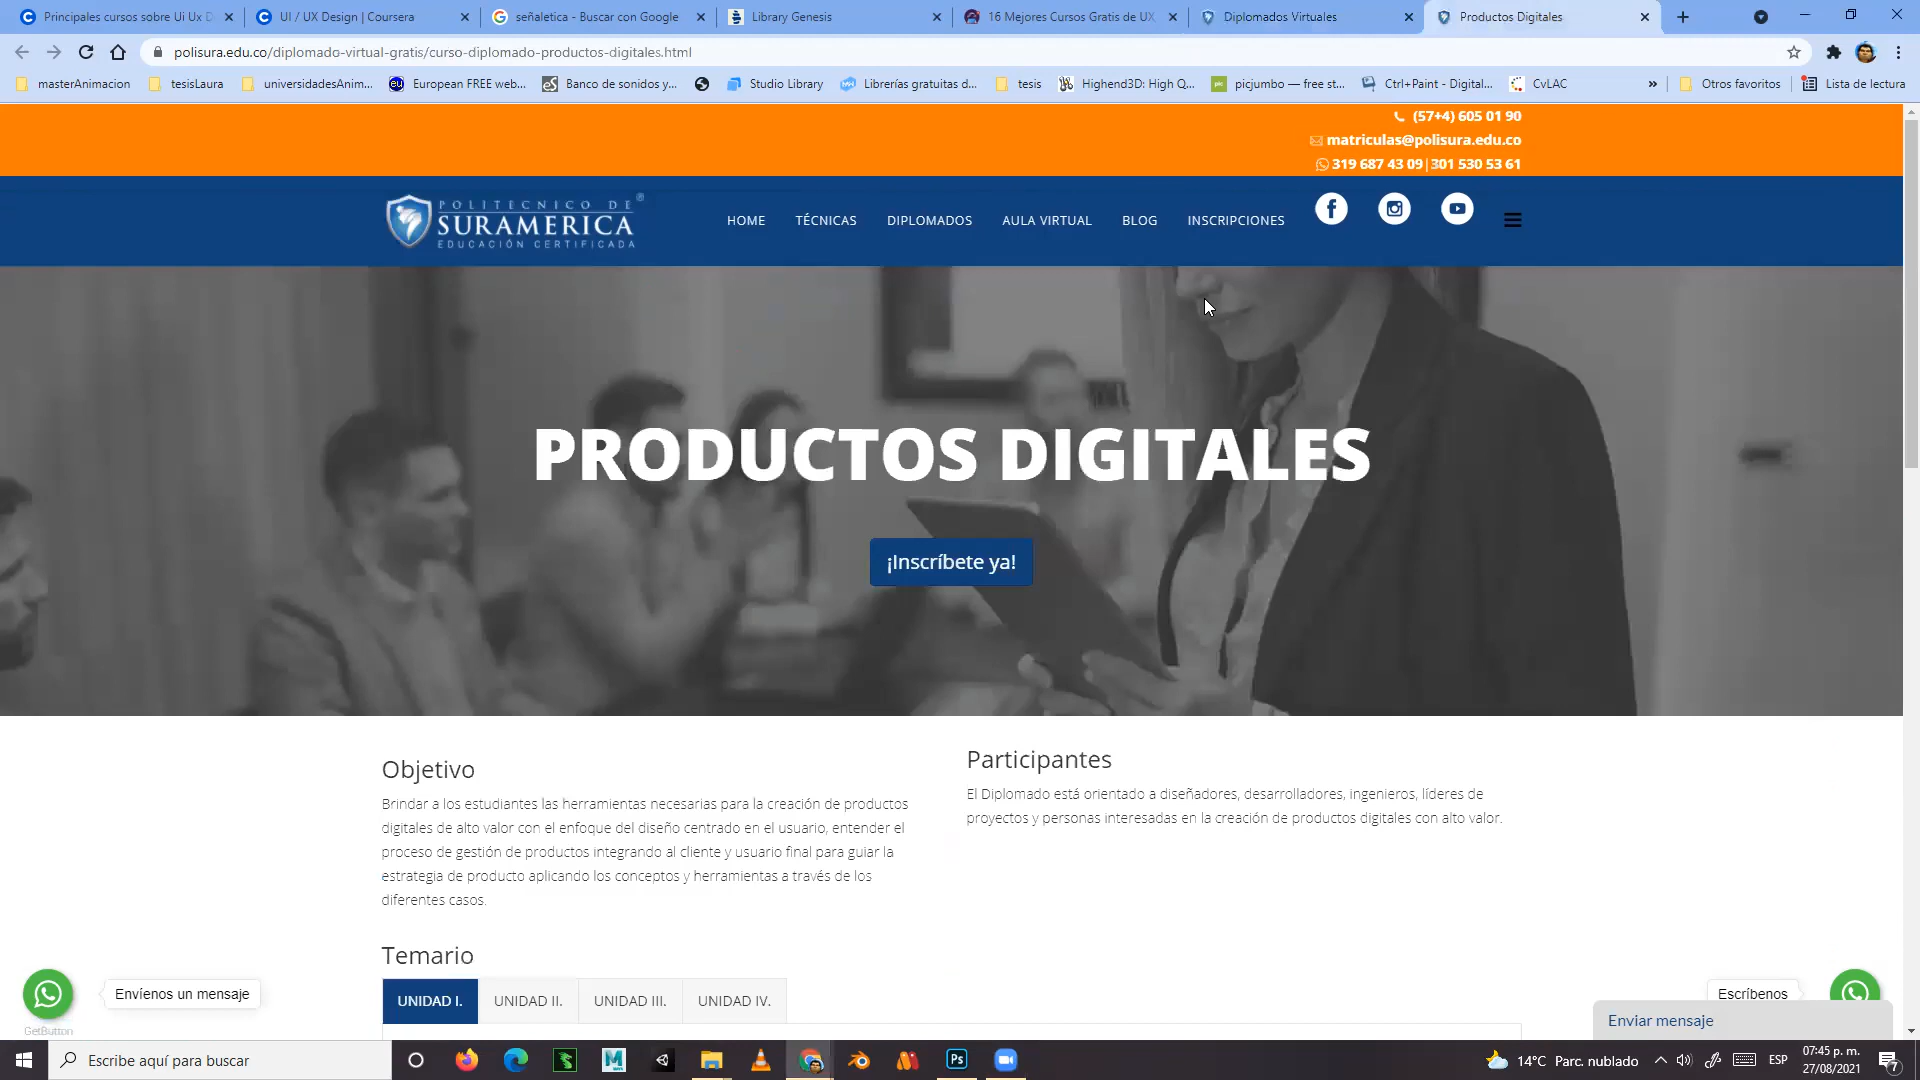 Principales cursos sobre Ui Ux D
UI / UX Design | Coursera
señaletica - Buscar con Google
Library Genesis
16 Mejores Cursos Gratis de UX
Diplomados Virtuales
Productos Digitales
polisura.edu.co/diplomado-virtual-gratis/curso-diplomado-productos-digitales.html
masterAnimacion
tesisLaura
universidadesAnim...
European FREE web...
Banco de sonidos y...
Studio Library
Librerías gratuitas d...
tesis
Highend3D: High Q...
picjumbo — free st...
Ctrl+Paint - Digital...
CvLAC
»
Otros favoritos
Lista de lectura
(57+4) 605 01 90
matriculas@polisura.edu.co
319 687 43 09|301 530 53 61
POLITECNICO DE
SURAMERICA
®
EDUCACIÓN CERTIFICADA
HOME
TÉCNICAS
DIPLOMADOS
AULA VIRTUAL
BLOG
INSCRIPCIONES
PRODUCTOS DIGITALES
¡Inscríbete ya!
Objetivo
Brindar a los estudiantes las herramientas necesarias para la creación de productos
digitales de alto valor con el enfoque del diseño centrado en el usuario, entender el
proceso de gestión de productos integrando al cliente y usuario final para guiar la
estrategia de producto aplicando los conceptos y herramientas a través de los
diferentes casos.
Participantes
El Diplomado está orientado a diseñadores, desarrolladores, ingenieros, líderes de
proyectos y personas interesadas en la creación de productos digitales con alto valor.
Temario
UNIDAD I.
UNIDAD II.
UNIDAD III.
UNIDAD IV.
Envíenos un mensaje
GetButton
Escríbenos
Enviar mensaje
Escribe aquí para buscar
Ps
14°C Parc. nublado
ESP
07:45 p. m.
27/08/2021
7